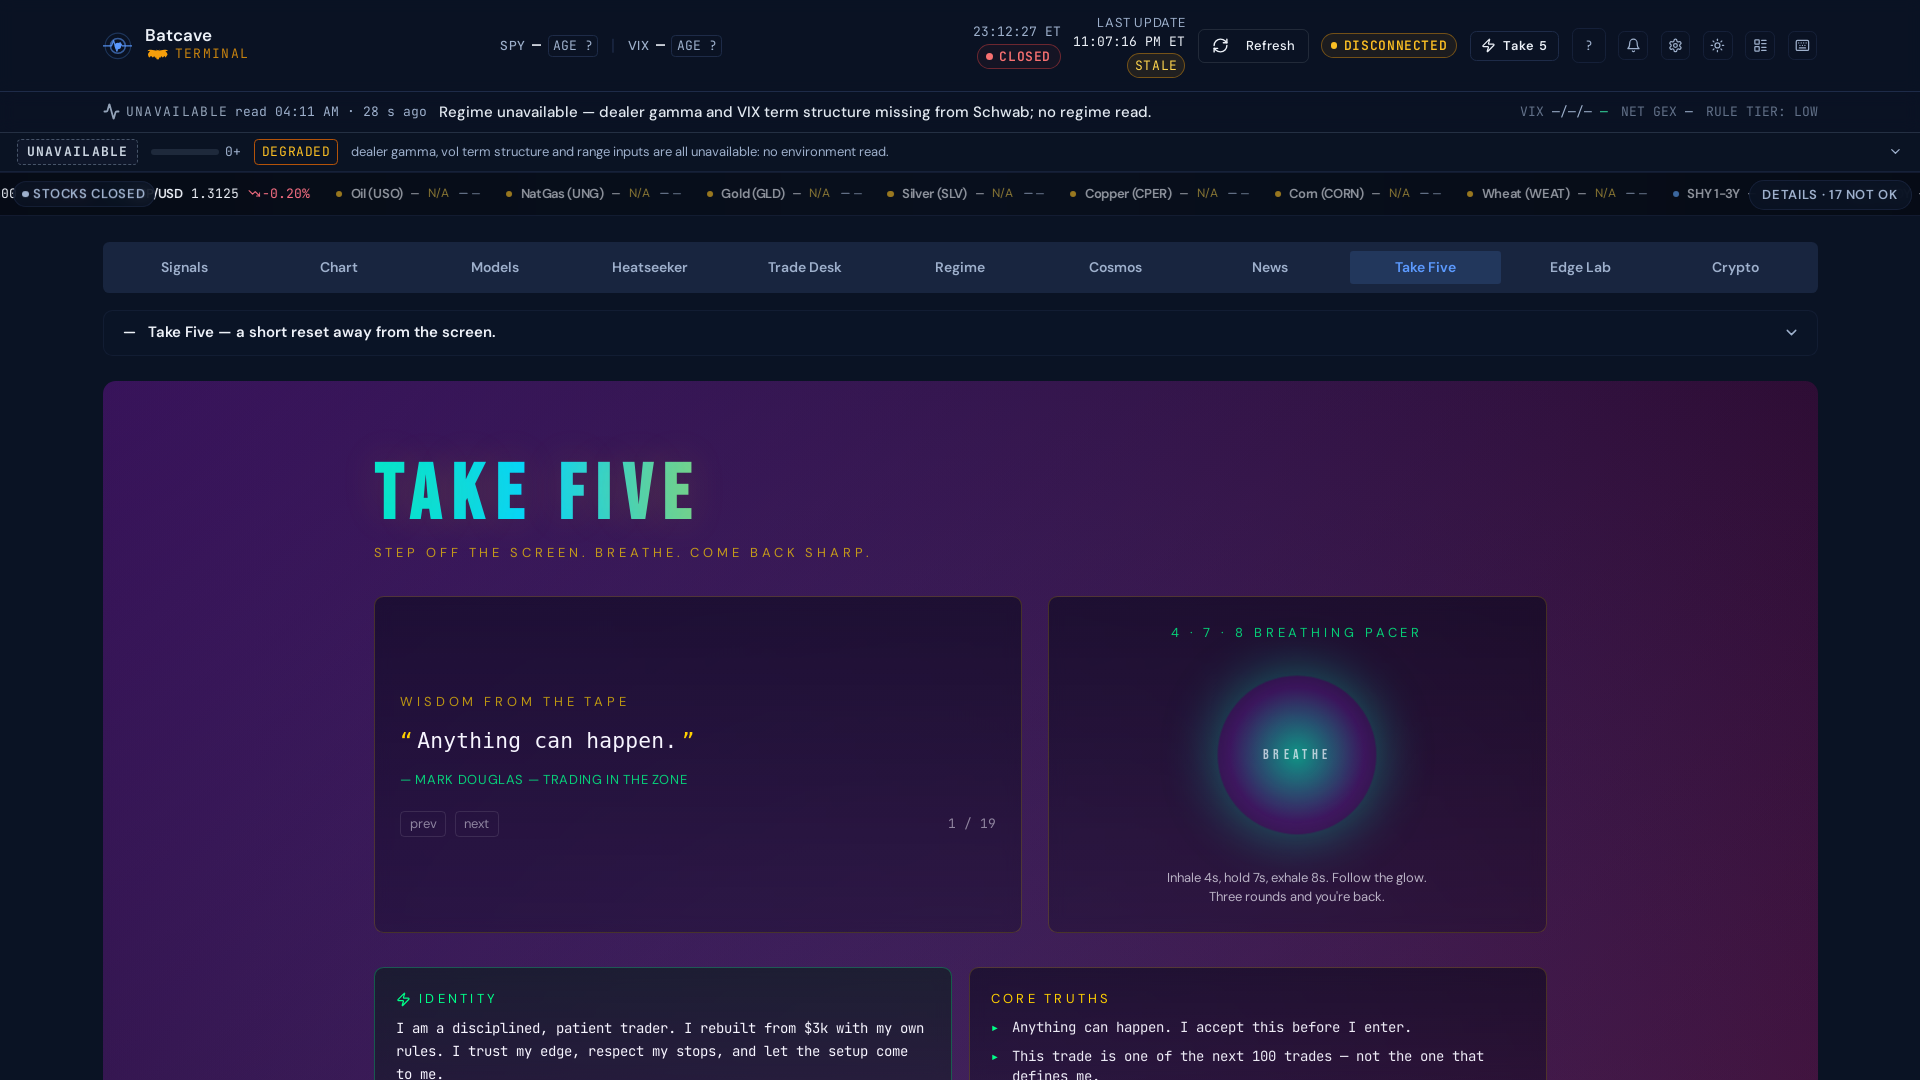 Batcave
TERMINAL
SPY — AGE ? VIX — AGE ?
23:12:27 ET
CLOSED
LAST UPDATE
11:07:16 PM ET
STALE
Refresh
DISCONNECTED
Take 5
?
UNAVAILABLE read 04:11 AM · 28 s ago Regime unavailable — dealer gamma and VIX term structure missing from Schwab; no regime read.
VIX —/—/— — NET GEX — RULE TIER: LOW
UNAVAILABLE 0+ DEGRADED dealer gamma, vol term structure and range inputs are all unavailable: no environment read.
STOCKS CLOSED /USD 1.3125 -0.20% Oil (USO) — N/A — — NatGas (UNG) — N/A — — Gold (GLD) — N/A — — Silver (SLV) — N/A — — Copper (CPER) — N/A — — Corn (CORN) — N/A — — Wheat (WEAT) — N/A — — SHY 1-3Y DETAILS · 17 NOT OK
Signals Chart Models Heatseeker Trade Desk Regime Cosmos News Take Five Edge Lab Crypto
— Take Five — a short reset away from the screen.
TAKE FIVE
STEP OFF THE SCREEN. BREATHE. COME BACK SHARP.
WISDOM FROM THE TAPE
“Anything can happen.”
— MARK DOUGLAS — TRADING IN THE ZONE
prev next 1 / 19
4 · 7 · 8 BREATHING PACER
BREATHE
Inhale 4s, hold 7s, exhale 8s. Follow the glow.
Three rounds and you're back.
IDENTITY
I am a disciplined, patient trader. I rebuilt from $3k with my own
rules. I trust my edge, respect my stops, and let the setup come
to me.
CORE TRUTHS
▸ Anything can happen. I accept this before I enter.
▸ This trade is one of the next 100 trades — not the one that
defines me.